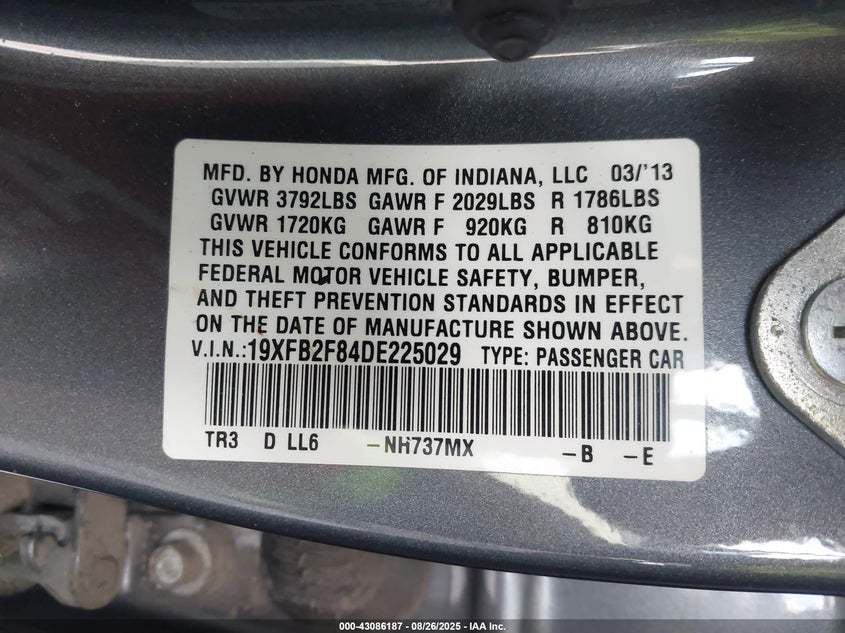 MFD. BY HONDA MFG. OF INDIANA, LLC 03/'13
GVWR 3792LBS GAWR F 2029LBS R 1786LBS
GVWR 1720KG GAWR F 920KG R 810KG
THIS VEHICLE CONFORMS TO ALL APPLICABLE
FEDERAL MOTOR VEHICLE SAFETY, BUMPER,
AND THEFT PREVENTION STANDARDS IN EFFECT
ON THE DATE OF MANUFACTURE SHOWN ABOVE.
V.I.N.:19XFB2F84DE225029 TYPE: PASSENGER CAR
TR3 D LL6 -NH737MX -B -E
000-43086187 - 08/26/2025 - IAA Inc.